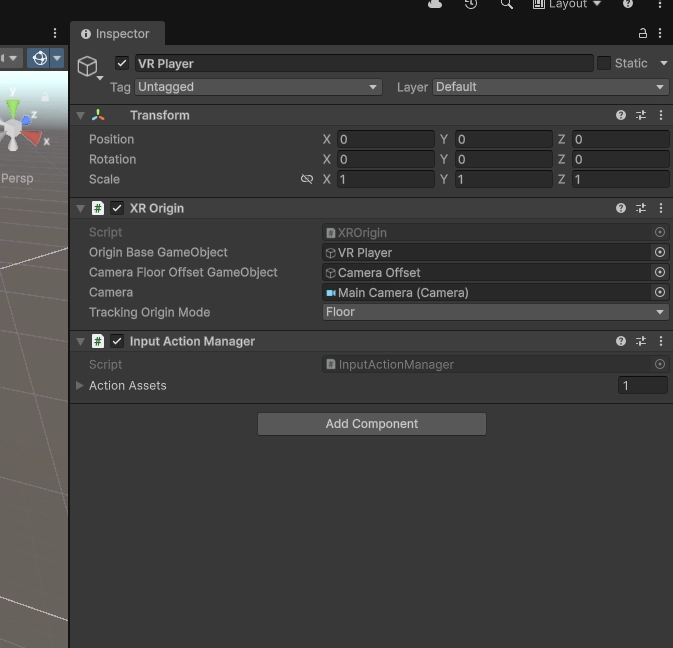 Layout
Inspector
VR Player
Static
Tag Untagged Layer Default
Transform
Position X 0 Y 0 Z 0
Rotation X 0 Y 0 Z 0
Scale X 1 Y 1 Z 1
XR Origin
Script # XROrigin
Origin Base GameObject VR Player
Camera Floor Offset GameObject Camera Offset
Camera Main Camera (Camera)
Tracking Origin Mode Floor
# Input Action Manager
Script # InputActionManager
Action Assets 1
Add Component
y
z
x
Persp